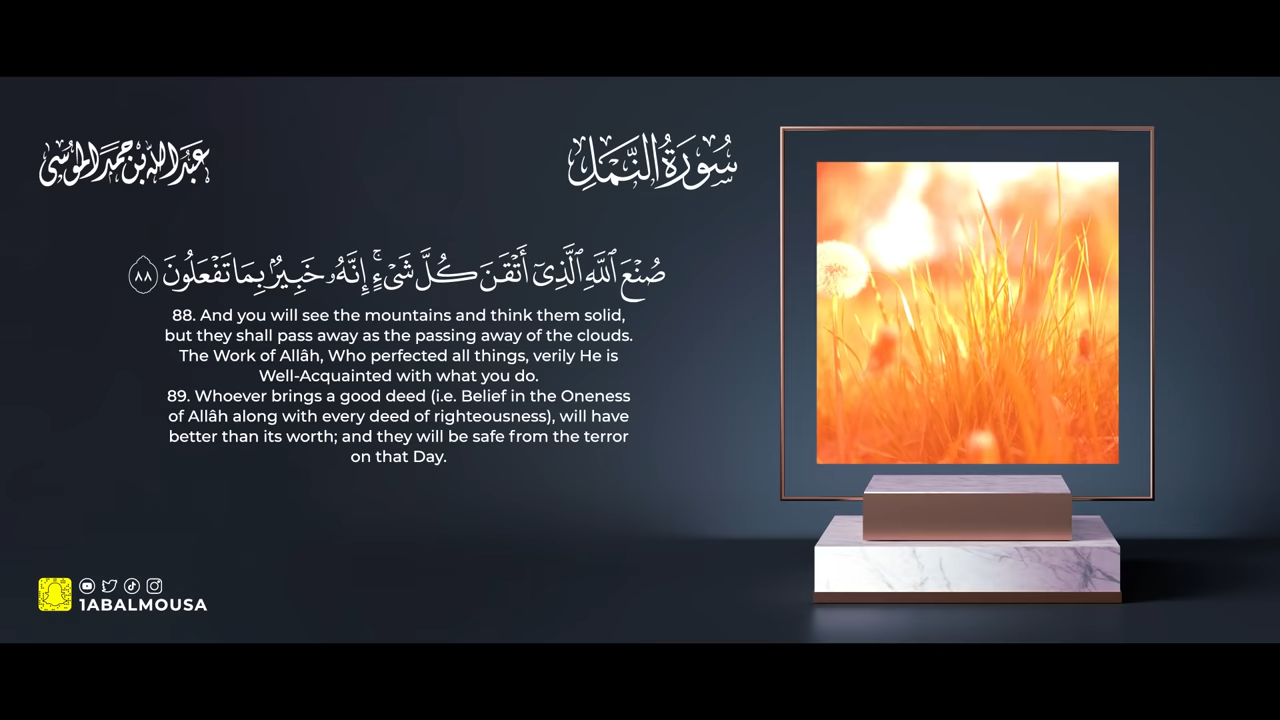 عبدالله بن حمد الموسى
سُورَةُ النَّمْلِ
صُنْعَ ٱللَّهِ ٱلَّذِىٓ أَتْقَنَ كُلَّ شَىْءٍ ۚ إِنَّهُۥ خَبِيرٌۢ بِمَا تَفْعَلُونَ ٨٨
88. And you will see the mountains and think them solid,
but they shall pass away as the passing away of the clouds.
The Work of Allâh, Who perfected all things, verily He is
Well-Acquainted with what you do.
89. Whoever brings a good deed (i.e. Belief in the Oneness
of Allâh along with every deed of righteousness), will have
better than its worth; and they will be safe from the terror
on that Day.
1ABALMOUSA